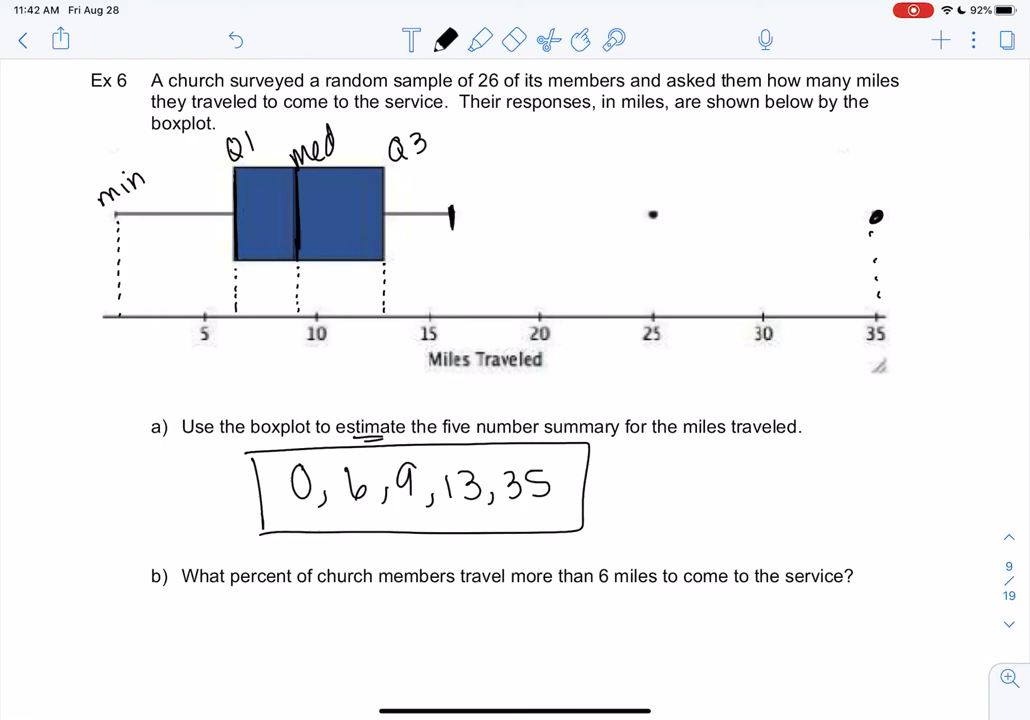 11:42 AM Fri Aug 28
92%
T
Ex 6 A church surveyed a random sample of 26 of its members and asked them how many miles
they traveled to come to the service. Their responses, in miles, are shown below by the
boxplot.
min Q1 med Q3
5 10 15 20 25 30 35
Miles Traveled
a) Use the boxplot to estimate the five number summary for the miles traveled.
0, 6, 9, 13, 35
b) What percent of church members travel more than 6 miles to come to the service?
9
/
19